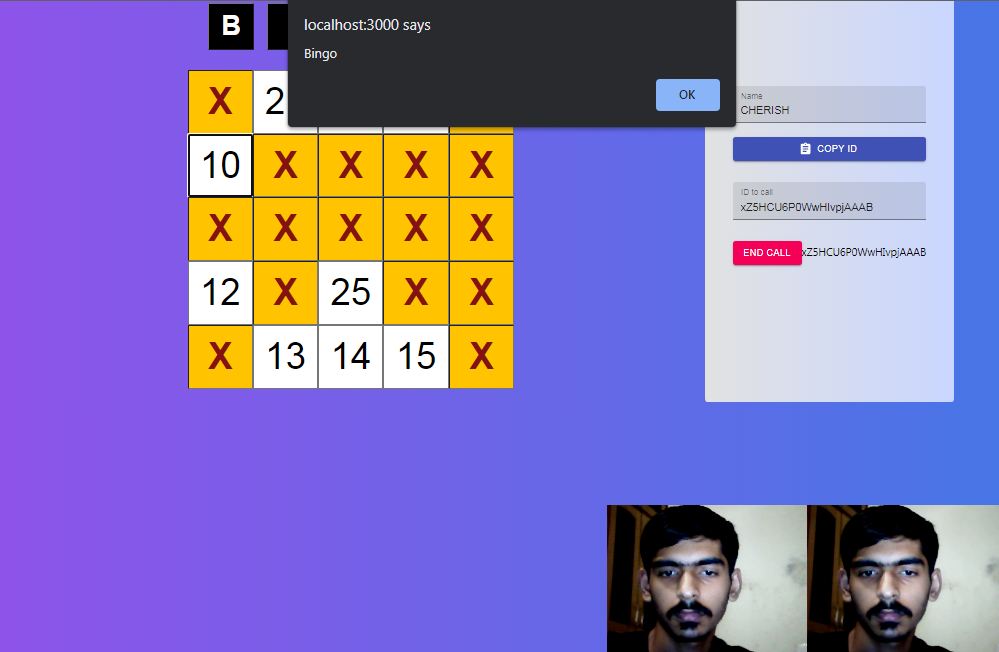 localhost:3000 says
Bingo
OK
B
X 2
10 X X X X
X X X X X
12 X 25 X X
X 13 14 15 X
Name
CHERISH
COPY ID
ID to call
xZ5HCU6P0WwHIvpjAAAB
END CALL xZ5HCU6P0WwHIvpjAAAB